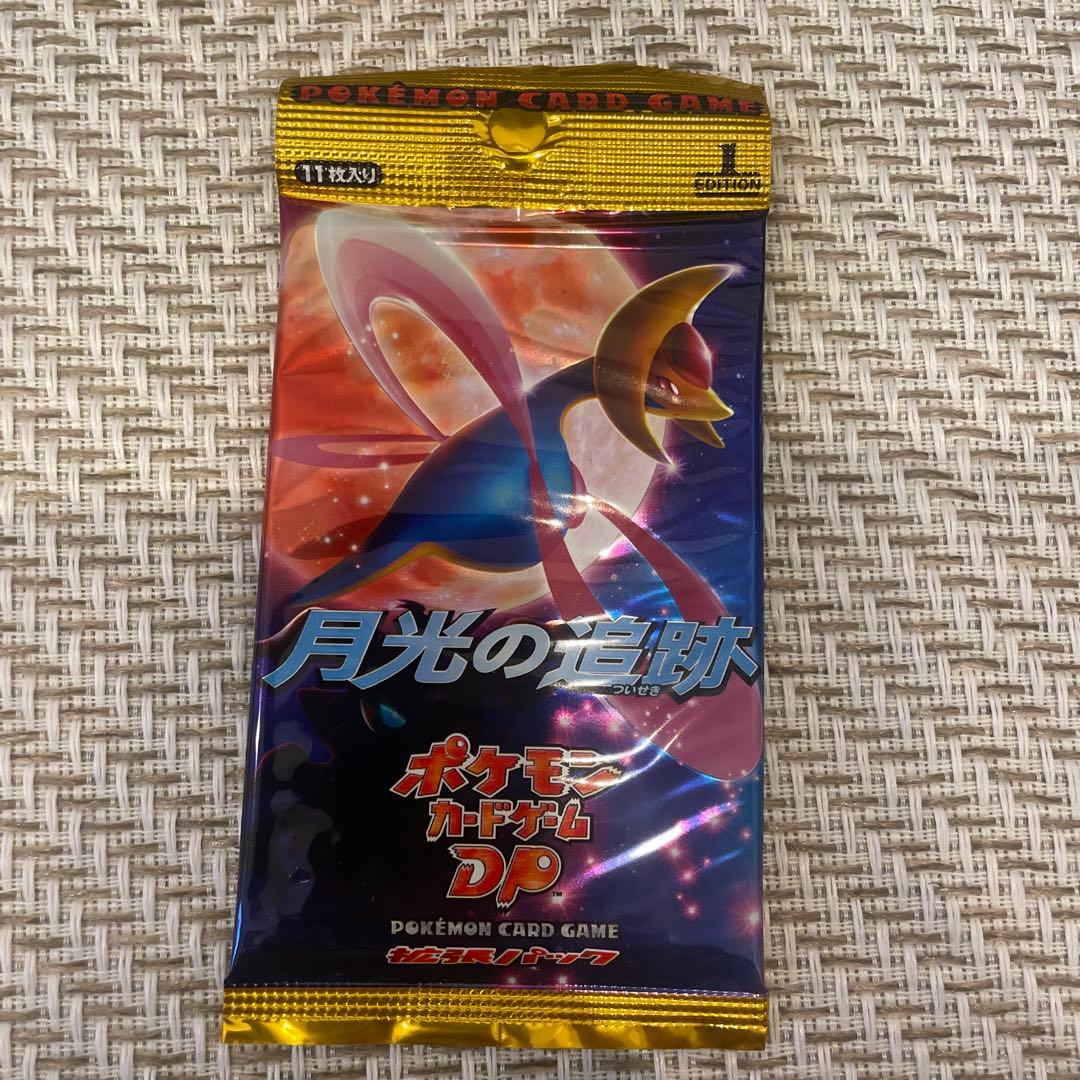 POKÉMON CARD GAME
11枚入り
1
EDITION
月光の追跡
ついせき
ポケモン
カードゲーム
DP™
POKÉMON CARD GAME
拡張パック